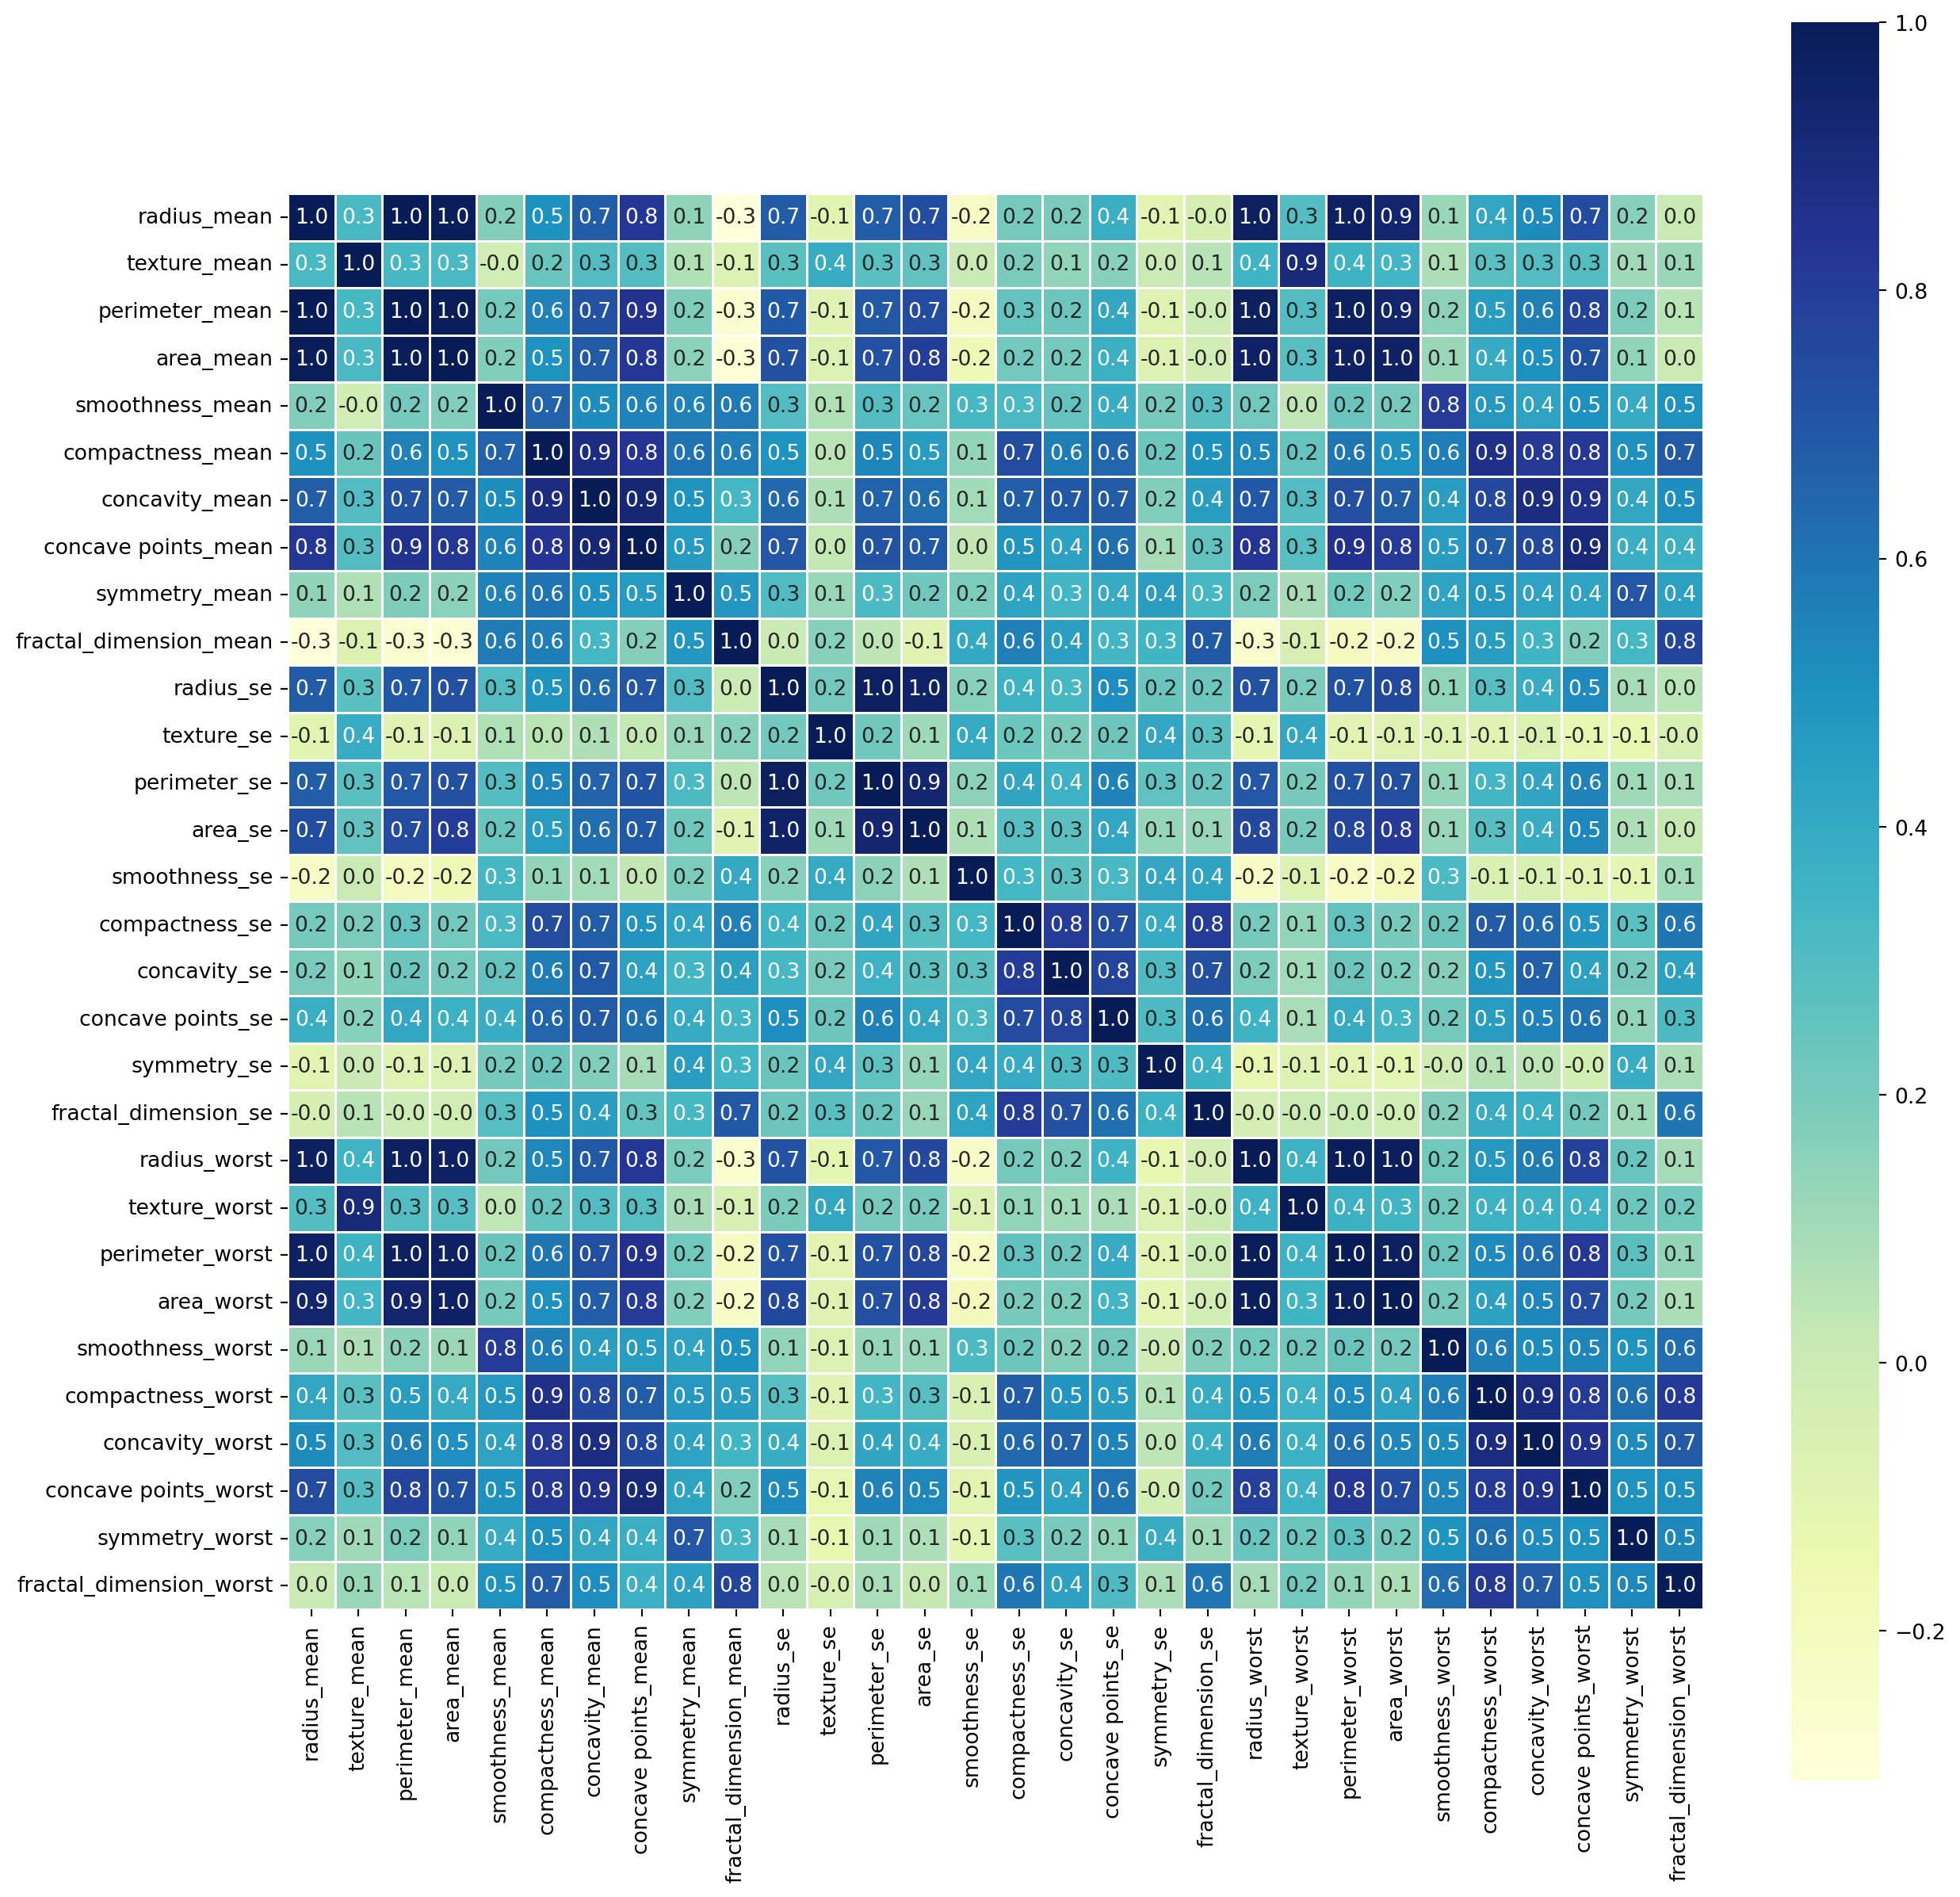 1.0
radius_mean 1.0 0.3 1.0 1.0 0.2 0.5 0.7 0.8 0.1 -0.3 0.7 -0.1 0.7 0.7 -0.2 0.2 0.2 0.4 -0.1 -0.0 1.0 0.3 1.0 0.9 0.1 0.4 0.5 0.7 0.2 0.0
texture_mean 0.3 1.0 0.3 0.3 -0.0 0.2 0.3 0.3 0.1 -0.1 0.3 0.4 0.3 0.3 0.0 0.2 0.1 0.2 0.0 0.1 0.4 0.9 0.4 0.3 0.1 0.3 0.3 0.3 0.1 0.1
0.8
perimeter_mean 1.0 0.3 1.0 1.0 0.2 0.6 0.7 0.9 0.2 -0.3 0.7 -0.1 0.7 0.7 -0.2 0.3 0.2 0.4 -0.1 -0.0 1.0 0.3 1.0 0.9 0.2 0.5 0.6 0.8 0.2 0.1
area_mean 1.0 0.3 1.0 1.0 0.2 0.5 0.7 0.8 0.2 -0.3 0.7 -0.1 0.7 0.8 -0.2 0.2 0.2 0.4 -0.1 -0.0 1.0 0.3 1.0 1.0 0.1 0.4 0.5 0.7 0.1 0.0
smoothness_mean 0.2 -0.0 0.2 0.2 1.0 0.7 0.5 0.6 0.6 0.6 0.3 0.1 0.3 0.2 0.3 0.3 0.2 0.4 0.2 0.3 0.2 0.0 0.2 0.2 0.8 0.5 0.4 0.5 0.4 0.5
compactness_mean 0.5 0.2 0.6 0.5 0.7 1.0 0.9 0.8 0.6 0.6 0.5 0.0 0.5 0.5 0.1 0.7 0.6 0.6 0.2 0.5 0.5 0.2 0.6 0.5 0.6 0.9 0.8 0.8 0.5 0.7
concavity_mean 0.7 0.3 0.7 0.7 0.5 0.9 1.0 0.9 0.5 0.3 0.6 0.1 0.7 0.6 0.1 0.7 0.7 0.7 0.2 0.4 0.7 0.3 0.7 0.7 0.4 0.8 0.9 0.9 0.4 0.5
concave points_mean 0.8 0.3 0.9 0.8 0.6 0.8 0.9 1.0 0.5 0.2 0.7 0.0 0.7 0.7 0.0 0.5 0.4 0.6 0.1 0.3 0.8 0.3 0.9 0.8 0.5 0.7 0.8 0.9 0.4 0.4
0.6
symmetry_mean 0.1 0.1 0.2 0.2 0.6 0.6 0.5 0.5 1.0 0.5 0.3 0.1 0.3 0.2 0.2 0.4 0.3 0.4 0.4 0.3 0.2 0.1 0.2 0.2 0.4 0.5 0.4 0.4 0.7 0.4
fractal_dimension_mean -0.3 -0.1 -0.3 -0.3 0.6 0.6 0.3 0.2 0.5 1.0 0.0 0.2 0.0 -0.1 0.4 0.6 0.4 0.3 0.3 0.7 -0.3 -0.1 -0.2 -0.2 0.5 0.5 0.3 0.2 0.3 0.8
radius_se 0.7 0.3 0.7 0.7 0.3 0.5 0.6 0.7 0.3 0.0 1.0 0.2 1.0 1.0 0.2 0.4 0.3 0.5 0.2 0.2 0.7 0.2 0.7 0.8 0.1 0.3 0.4 0.5 0.1 0.0
texture_se -0.1 0.4 -0.1 -0.1 0.1 0.0 0.1 0.0 0.1 0.2 0.2 1.0 0.2 0.1 0.4 0.2 0.2 0.2 0.4 0.3 -0.1 0.4 -0.1 -0.1 -0.1 -0.1 -0.1 -0.1 -0.1 -0.0
perimeter_se 0.7 0.3 0.7 0.7 0.3 0.5 0.7 0.7 0.3 0.0 1.0 0.2 1.0 0.9 0.2 0.4 0.4 0.6 0.3 0.2 0.7 0.2 0.7 0.7 0.1 0.3 0.4 0.6 0.1 0.1
0.4
area_se 0.7 0.3 0.7 0.8 0.2 0.5 0.6 0.7 0.2 -0.1 1.0 0.1 0.9 1.0 0.1 0.3 0.3 0.4 0.1 0.1 0.8 0.2 0.8 0.8 0.1 0.3 0.4 0.5 0.1 0.0
smoothness_se -0.2 0.0 -0.2 -0.2 0.3 0.1 0.1 0.0 0.2 0.4 0.2 0.4 0.2 0.1 1.0 0.3 0.3 0.3 0.4 0.4 -0.2 -0.1 -0.2 -0.2 0.3 -0.1 -0.1 -0.1 -0.1 0.1
compactness_se 0.2 0.2 0.3 0.2 0.3 0.7 0.7 0.5 0.4 0.6 0.4 0.2 0.4 0.3 0.3 1.0 0.8 0.7 0.4 0.8 0.2 0.1 0.3 0.2 0.2 0.7 0.6 0.5 0.3 0.6
concavity_se 0.2 0.1 0.2 0.2 0.2 0.6 0.7 0.4 0.3 0.4 0.3 0.2 0.4 0.3 0.3 0.8 1.0 0.8 0.3 0.7 0.2 0.1 0.2 0.2 0.2 0.5 0.7 0.4 0.2 0.4
concave points_se 0.4 0.2 0.4 0.4 0.4 0.6 0.7 0.6 0.4 0.3 0.5 0.2 0.6 0.4 0.3 0.7 0.8 1.0 0.3 0.6 0.4 0.1 0.4 0.3 0.2 0.5 0.5 0.6 0.1 0.3
symmetry_se -0.1 0.0 -0.1 -0.1 0.2 0.2 0.2 0.1 0.4 0.3 0.2 0.4 0.3 0.1 0.4 0.4 0.3 0.3 1.0 0.4 -0.1 -0.1 -0.1 -0.1 -0.0 0.1 0.0 -0.0 0.4 0.1
0.2
fractal_dimension_se -0.0 0.1 -0.0 -0.0 0.3 0.5 0.4 0.3 0.3 0.7 0.2 0.3 0.2 0.1 0.4 0.8 0.7 0.6 0.4 1.0 -0.0 -0.0 -0.0 -0.0 0.2 0.4 0.4 0.2 0.1 0.6
radius_worst 1.0 0.4 1.0 1.0 0.2 0.5 0.7 0.8 0.2 -0.3 0.7 -0.1 0.7 0.8 -0.2 0.2 0.2 0.4 -0.1 -0.0 1.0 0.4 1.0 1.0 0.2 0.5 0.6 0.8 0.2 0.1
texture_worst 0.3 0.9 0.3 0.3 0.0 0.2 0.3 0.3 0.1 -0.1 0.2 0.4 0.2 0.2 -0.1 0.1 0.1 0.1 -0.1 -0.0 0.4 1.0 0.4 0.3 0.2 0.4 0.4 0.4 0.2 0.2
perimeter_worst 1.0 0.4 1.0 1.0 0.2 0.6 0.7 0.9 0.2 -0.2 0.7 -0.1 0.7 0.8 -0.2 0.3 0.2 0.4 -0.1 -0.0 1.0 0.4 1.0 1.0 0.2 0.5 0.6 0.8 0.3 0.1
area_worst 0.9 0.3 0.9 1.0 0.2 0.5 0.7 0.8 0.2 -0.2 0.8 -0.1 0.7 0.8 -0.2 0.2 0.2 0.3 -0.1 -0.0 1.0 0.3 1.0 1.0 0.2 0.4 0.5 0.7 0.2 0.1
smoothness_worst 0.1 0.1 0.2 0.1 0.8 0.6 0.4 0.5 0.4 0.5 0.1 -0.1 0.1 0.1 0.3 0.2 0.2 0.2 -0.0 0.2 0.2 0.2 0.2 0.2 1.0 0.6 0.5 0.5 0.5 0.6
0.0
compactness_worst 0.4 0.3 0.5 0.4 0.5 0.9 0.8 0.7 0.5 0.5 0.3 -0.1 0.3 0.3 -0.1 0.7 0.5 0.5 0.1 0.4 0.5 0.4 0.5 0.4 0.6 1.0 0.9 0.8 0.6 0.8
concavity_worst 0.5 0.3 0.6 0.5 0.4 0.8 0.9 0.8 0.4 0.3 0.4 -0.1 0.4 0.4 -0.1 0.6 0.7 0.5 0.0 0.4 0.6 0.4 0.6 0.5 0.5 0.9 1.0 0.9 0.5 0.7
concave points_worst 0.7 0.3 0.8 0.7 0.5 0.8 0.9 0.9 0.4 0.2 0.5 -0.1 0.6 0.5 -0.1 0.5 0.4 0.6 -0.0 0.2 0.8 0.4 0.8 0.7 0.5 0.8 0.9 1.0 0.5 0.5
symmetry_worst 0.2 0.1 0.2 0.1 0.4 0.5 0.4 0.4 0.7 0.3 0.1 -0.1 0.1 0.1 -0.1 0.3 0.2 0.1 0.4 0.1 0.2 0.2 0.3 0.2 0.5 0.6 0.5 0.5 1.0 0.5
fractal_dimension_worst 0.0 0.1 0.1 0.0 0.5 0.7 0.5 0.4 0.4 0.8 0.0 -0.0 0.1 0.0 0.1 0.6 0.4 0.3 0.1 0.6 0.1 0.2 0.1 0.1 0.6 0.8 0.7 0.5 0.5 1.0
−0.2
radius_mean
texture_mean
perimeter_mean
area_mean
smoothness_mean
compactness_mean
concavity_mean
concave points_mean
symmetry_mean
fractal_dimension_mean
radius_se
texture_se
perimeter_se
area_se
smoothness_se
compactness_se
concavity_se
concave points_se
symmetry_se
fractal_dimension_se
radius_worst
texture_worst
perimeter_worst
area_worst
smoothness_worst
compactness_worst
concavity_worst
concave points_worst
symmetry_worst
fractal_dimension_worst